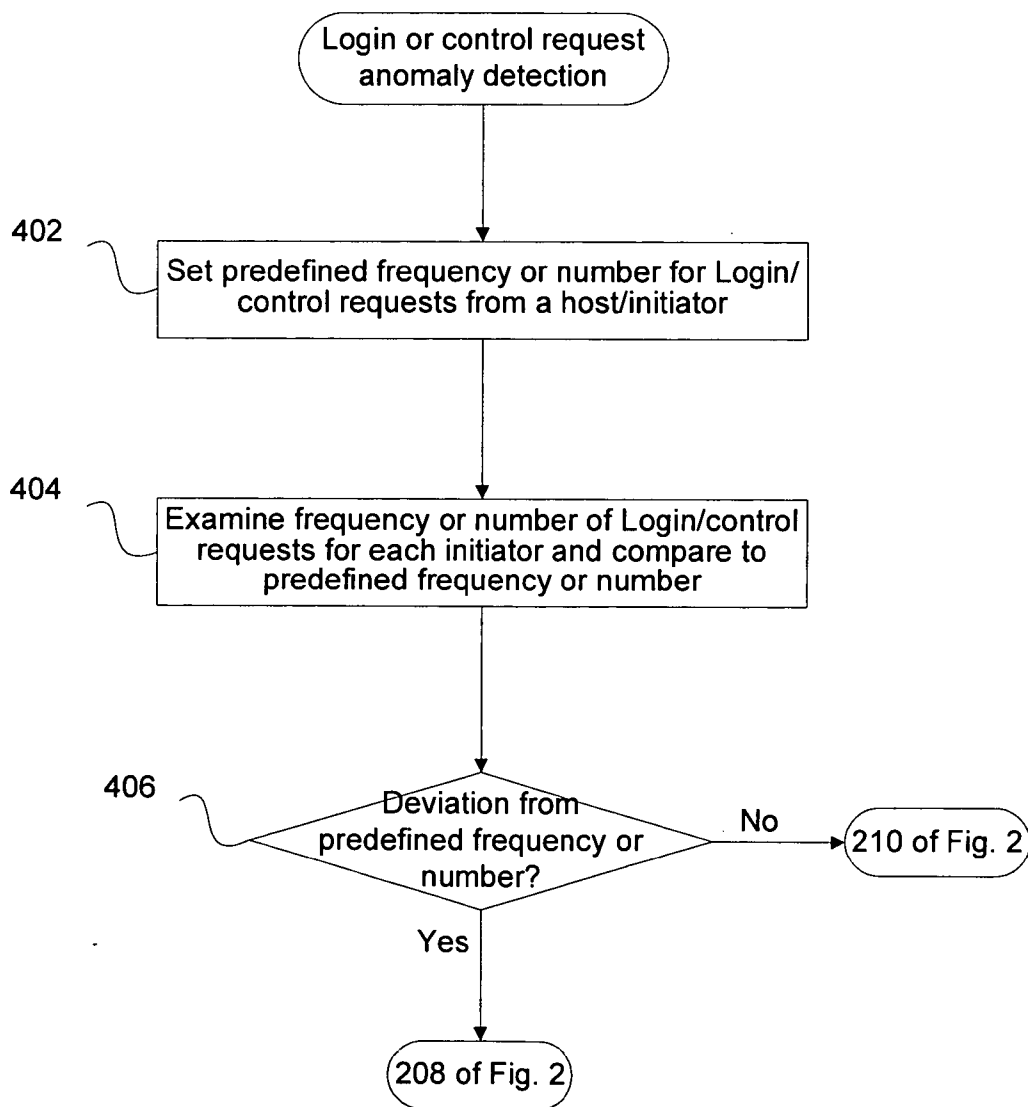 Login or control request
anomaly detection
402
Set predefined frequency or number for Login/
control requests from a host/initiator
404
Examine frequency or number of Login/control
requests for each initiator and compare to
predefined frequency or number
406
Deviation from
predefined frequency or
number?
No
210 of Fig. 2
Yes
208 of Fig. 2